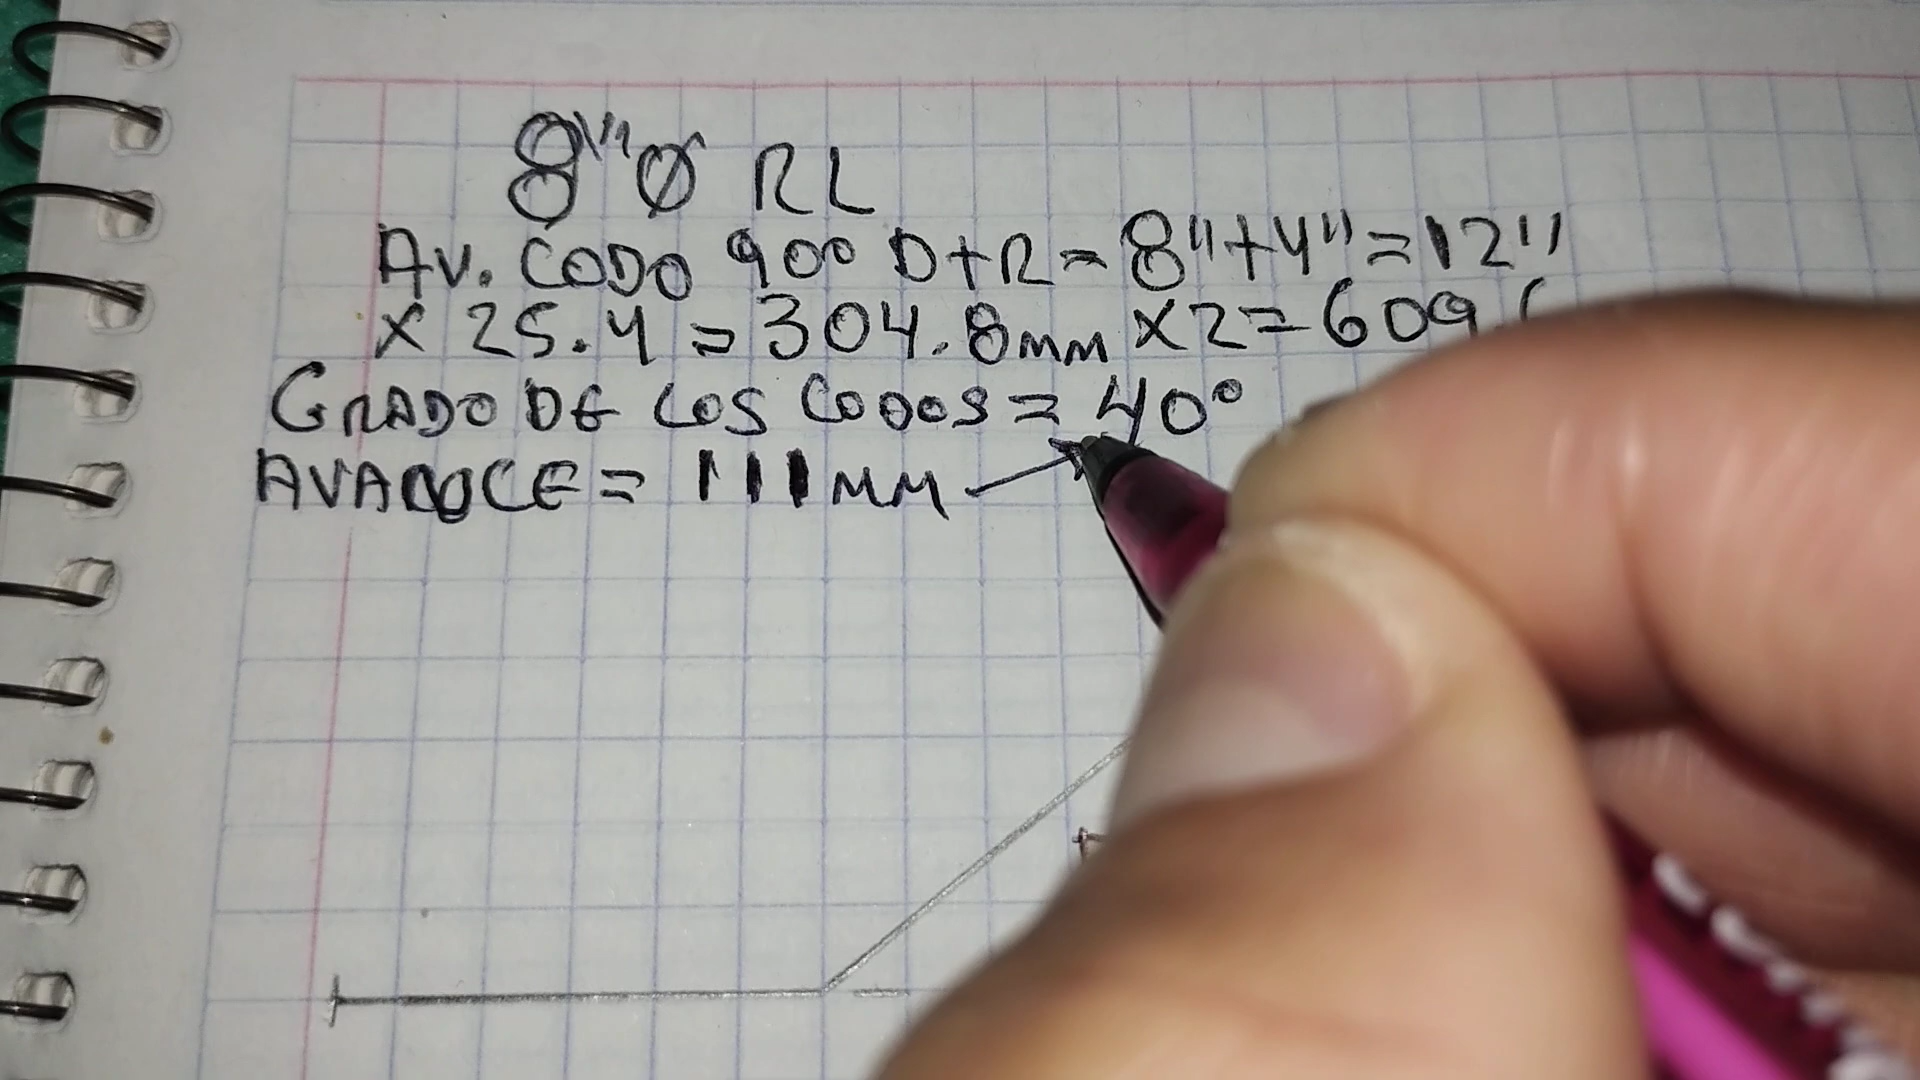 8" Ø RL
AV. CODO 90° D+R = 8"+4" = 12"
X 25.4 = 304.8mm X2 = 609.6
GRADO DE LOS CODOS = 40°
AVANCE = 111MM